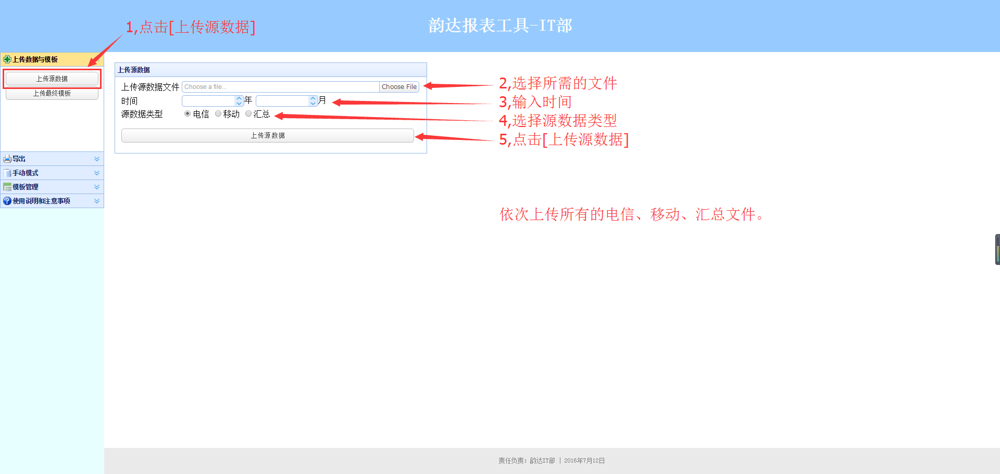 1,点击[上传源数据]
韵达报表工具-IT部
上传数据与模板
上传源数据
上传最终模板
导出
手动模式
模板管理
使用说明和注意事项
上传源数据
上传源数据文件 Choose a file... Choose File
时间 年 月
源数据类型 电信 移动 汇总
上传源数据
2,选择所需的文件
3,输入时间
4,选择源数据类型
5,点击[上传源数据]
依次上传所有的电信、移动、汇总文件。
责任负责：韵达IT部 | 2016年7月12日